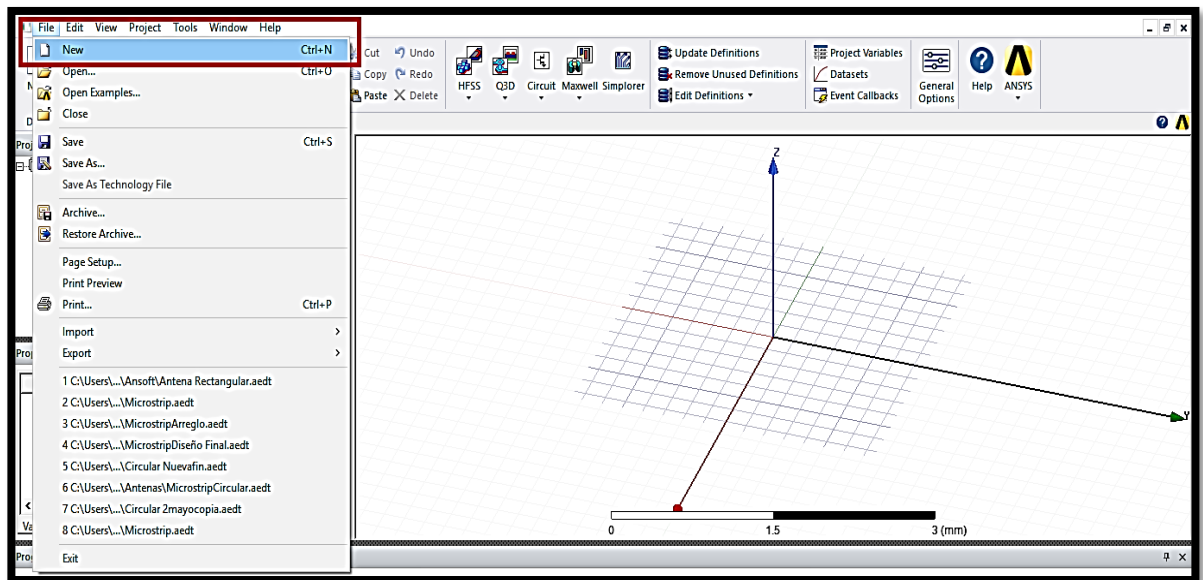 File Edit View Project Tools Window Help
New Ctrl+N
Open... Ctrl+O
Open Examples...
Close
Save Ctrl+S
Save As...
Save As Technology File
Archive...
Restore Archive...
Page Setup...
Print Preview
Print... Ctrl+P
Import
Export
1 C:\Users\...\Ansoft\Antena Rectangular.aedt
2 C:\Users\...\Microstrip.aedt
3 C:\Users\...\MicrostripArreglo.aedt
4 C:\Users\...\MicrostripDiseño Final.aedt
5 C:\Users\...\Circular Nuevafin.aedt
6 C:\Users\...\Antenas\MicrostripCircular.aedt
7 C:\Users\...\Circular 2mayocopia.aedt
8 C:\Users\...\Microstrip.aedt
Exit
Cut Undo
Copy Redo
Paste Delete
HFSS Q3D Circuit Maxwell Simplorer
Update Definitions
Remove Unused Definitions
Edit Definitions
Project Variables
Datasets
Event Callbacks
General Options
Help
ANSYS
Z
Y
0 1.5 3 (mm)